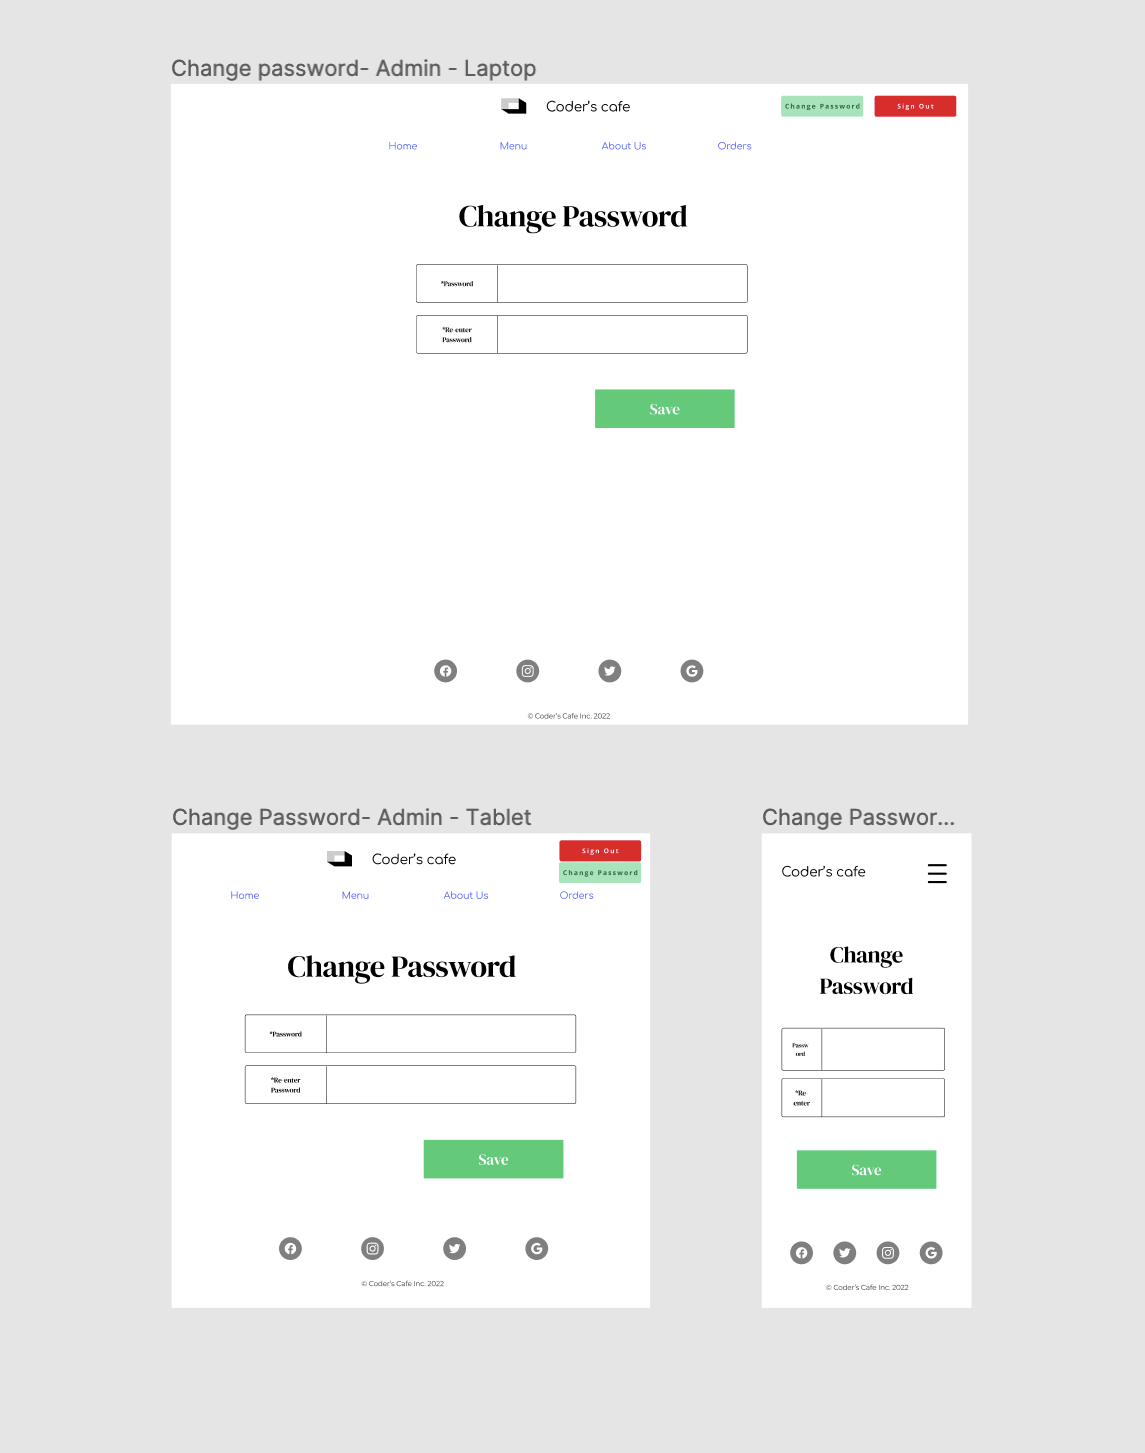 Change password- Admin - Laptop
Coder's cafe
Change Password
Sign Out
Home
Menu
About Us
Orders
Change Password
*Password
*Re enter
Password
Save
© Coder's Cafe Inc. 2022
Change Password- Admin - Tablet
Coder's cafe
Sign Out
Change Password
Home
Menu
About Us
Orders
Change Password
*Password
*Re enter
Password
Save
© Coder's Cafe Inc. 2022
Change Passwor...
Coder's cafe
Change
Password
Passw
ord
*Re
enter
Save
© Coder's Cafe Inc. 2022